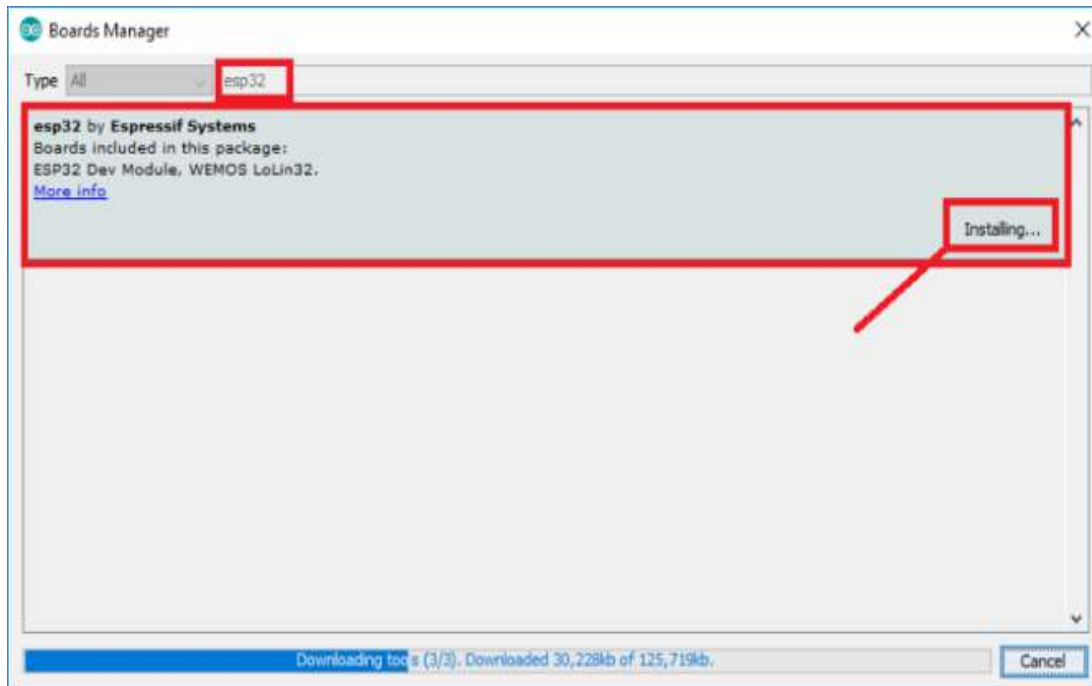 Boards Manager
Type All esp32
esp32 by Espressif Systems
Boards included in this package:
ESP32 Dev Module, WEMOS LoLin32.
More info
Installing...
Downloading tools (3/3). Downloaded 30,228kb of 125,719kb.
Cancel